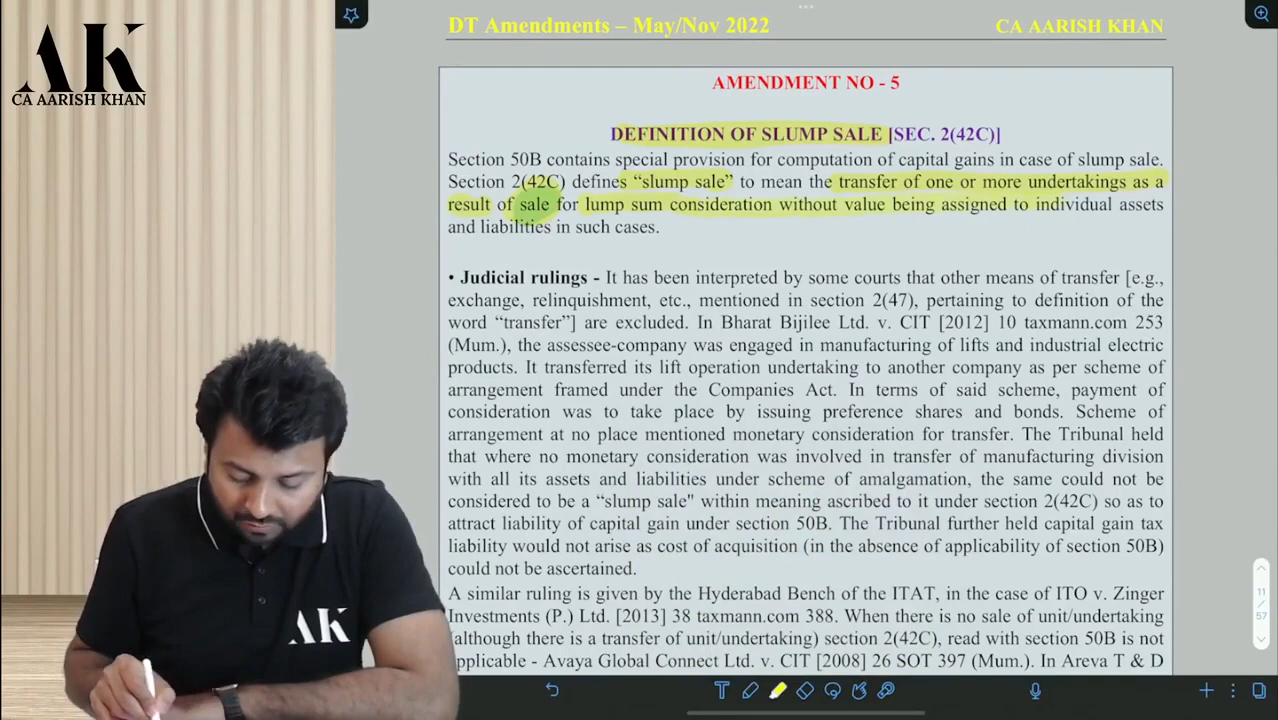 AK
CA AARISH KHAN
DT Amendments – May/Nov 2022
CA AARISH KHAN
AMENDMENT NO - 5
DEFINITION OF SLUMP SALE [SEC. 2(42C)]
Section 50B contains special provision for computation of capital gains in case of slump sale.
Section 2(42C) defines “slump sale” to mean the transfer of one or more undertakings as a
result of sale for lump sum consideration without value being assigned to individual assets
and liabilities in such cases.
• Judicial rulings - It has been interpreted by some courts that other means of transfer [e.g.,
exchange, relinquishment, etc., mentioned in section 2(47), pertaining to definition of the
word “transfer”] are excluded. In Bharat Bijilee Ltd. v. CIT [2012] 10 taxmann.com 253
(Mum.), the assessee-company was engaged in manufacturing of lifts and industrial electric
products. It transferred its lift operation undertaking to another company as per scheme of
arrangement framed under the Companies Act. In terms of said scheme, payment of
consideration was to take place by issuing preference shares and bonds. Scheme of
arrangement at no place mentioned monetary consideration for transfer. The Tribunal held
that where no monetary consideration was involved in transfer of manufacturing division
with all its assets and liabilities under scheme of amalgamation, the same could not be
considered to be a “slump sale" within meaning ascribed to it under section 2(42C) so as to
attract liability of capital gain under section 50B. The Tribunal further held capital gain tax
liability would not arise as cost of acquisition (in the absence of applicability of section 50B)
could not be ascertained.
A similar ruling is given by the Hyderabad Bench of the ITAT, in the case of ITO v. Zinger
Investments (P.) Ltd. [2013] 38 taxmann.com 388. When there is no sale of unit/undertaking
(although there is a transfer of unit/undertaking) section 2(42C), read with section 50B is not
applicable - Avaya Global Connect Ltd. v. CIT [2008] 26 SOT 397 (Mum.). In Areva T & D
11
/
57
AK
T